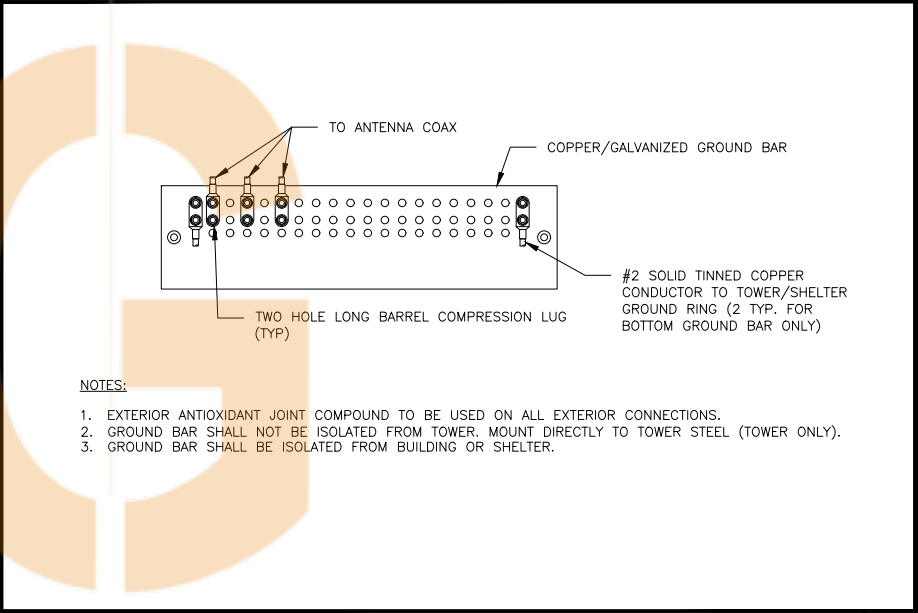 TO ANTENNA COAX
COPPER/GALVANIZED GROUND BAR
#2 SOLID TINNED COPPER
CONDUCTOR TO TOWER/SHELTER
GROUND RING (2 TYP. FOR
BOTTOM GROUND BAR ONLY)
TWO HOLE LONG BARREL COMPRESSION LUG
(TYP)
NOTES:
1. EXTERIOR ANTIOXIDANT JOINT COMPOUND TO BE USED ON ALL EXTERIOR CONNECTIONS.
2. GROUND BAR SHALL NOT BE ISOLATED FROM TOWER. MOUNT DIRECTLY TO TOWER STEEL (TOWER ONLY).
3. GROUND BAR SHALL BE ISOLATED FROM BUILDING OR SHELTER.
G